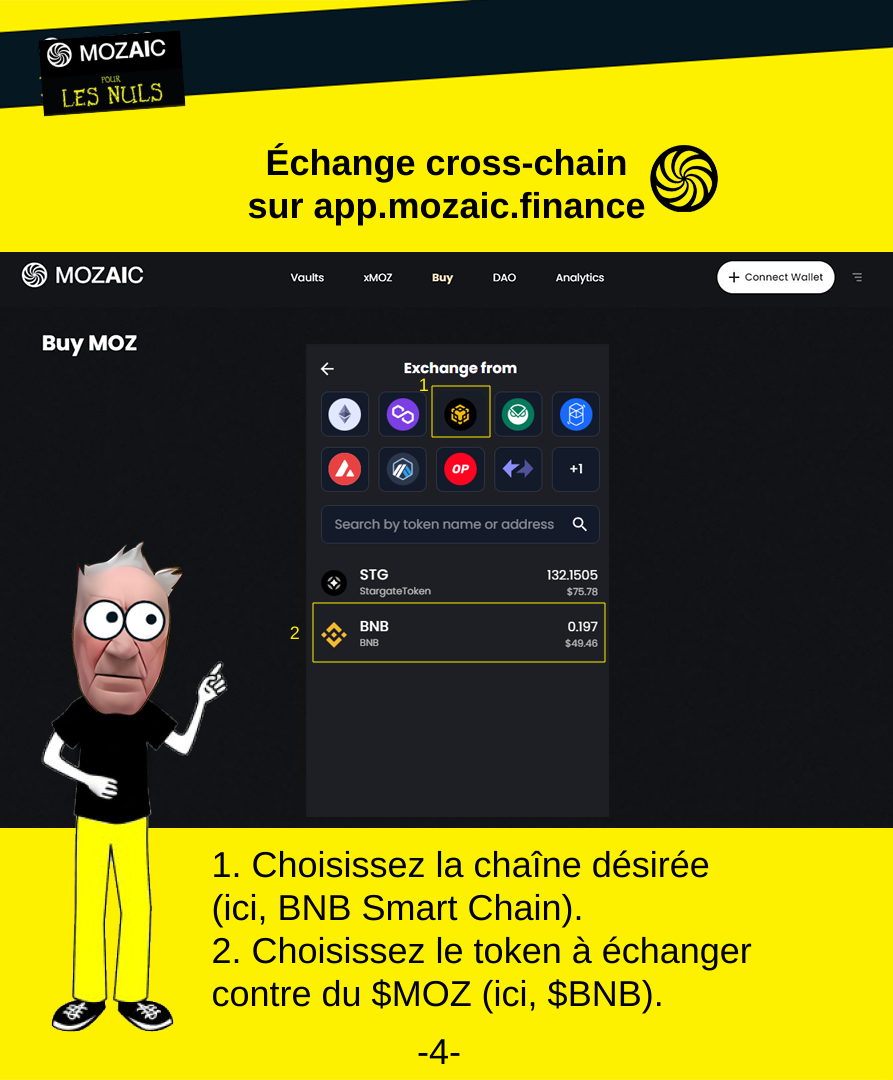 MOZAIC
POUR
LES NULS
Échange cross-chain
sur app.mozaic.finance
MOZAIC
Vaults
xMOZ
Buy
DAO
Analytics
+ Connect Wallet
Buy MOZ
Exchange from
1
OP
+1
Search by token name or address
STG
132.1505
StargateToken
$75.78
2
BNB
0.197
BNB
$49.46
1. Choisissez la chaîne désirée
(ici, BNB Smart Chain).
2. Choisissez le token à échanger
contre du $MOZ (ici, $BNB).
-4-